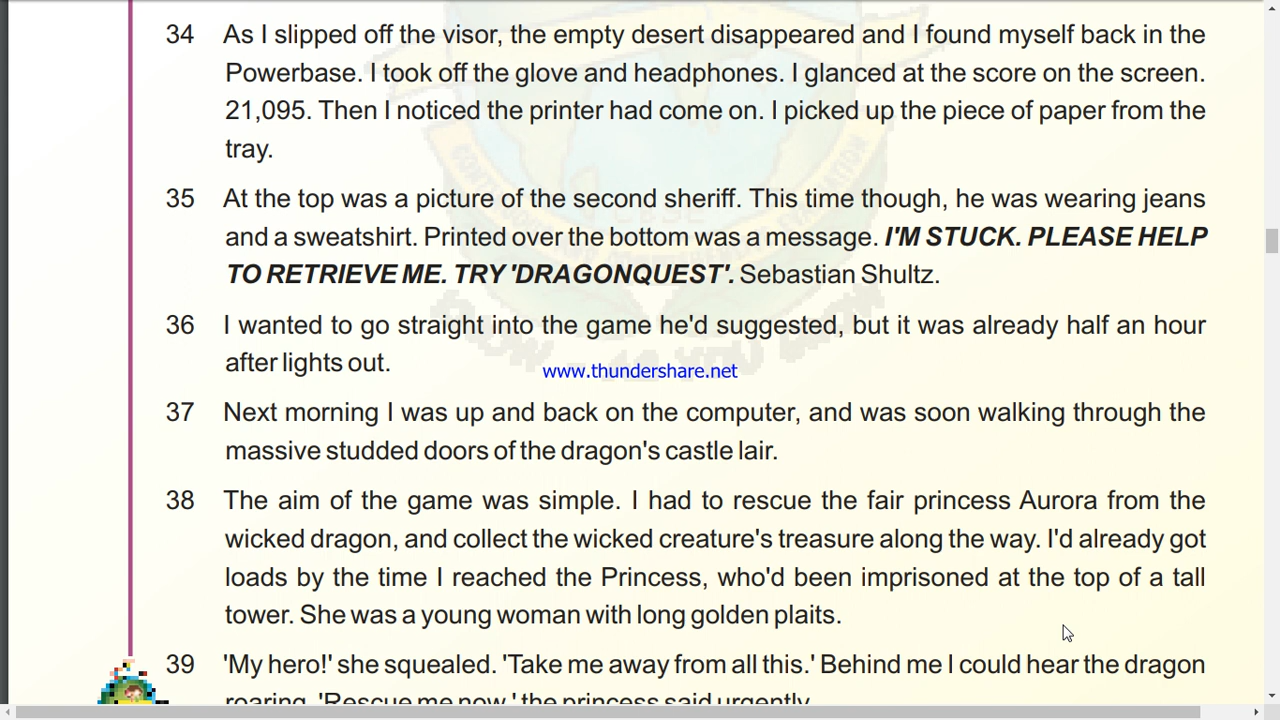 34 As I slipped off the visor, the empty desert disappeared and I found myself back in the
Powerbase. I took off the glove and headphones. I glanced at the score on the screen.
21,095. Then I noticed the printer had come on. I picked up the piece of paper from the
tray.
35 At the top was a picture of the second sheriff. This time though, he was wearing jeans
and a sweatshirt. Printed over the bottom was a message. I'M STUCK. PLEASE HELP
TO RETRIEVE ME. TRY 'DRAGONQUEST'. Sebastian Shultz.
36 I wanted to go straight into the game he'd suggested, but it was already half an hour
after lights out.
www.thundershare.net
37 Next morning I was up and back on the computer, and was soon walking through the
massive studded doors of the dragon's castle lair.
38 The aim of the game was simple. I had to rescue the fair princess Aurora from the
wicked dragon, and collect the wicked creature's treasure along the way. I'd already got
loads by the time I reached the Princess, who'd been imprisoned at the top of a tall
tower. She was a young woman with long golden plaits.
39 'My hero!' she squealed. 'Take me away from all this.' Behind me I could hear the dragon
roaring. 'Rescue me now,' the princess said urgently.